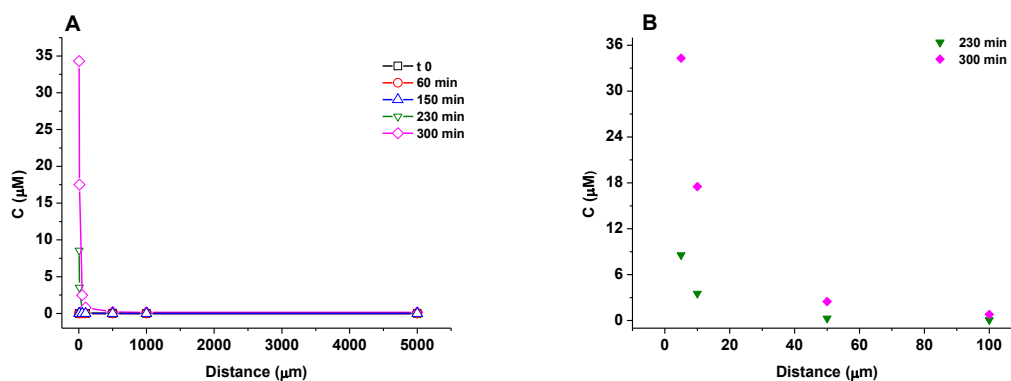 A
35
30
25
20
15
10
5
0
C (μM)
0
1000
2000
3000
4000
5000
Distance (μm)
t 0
60 min
150 min
230 min
300 min
B
36
30
24
18
12
6
0
C (μM)
0
20
40
60
80
100
Distance (μm)
230 min
300 min